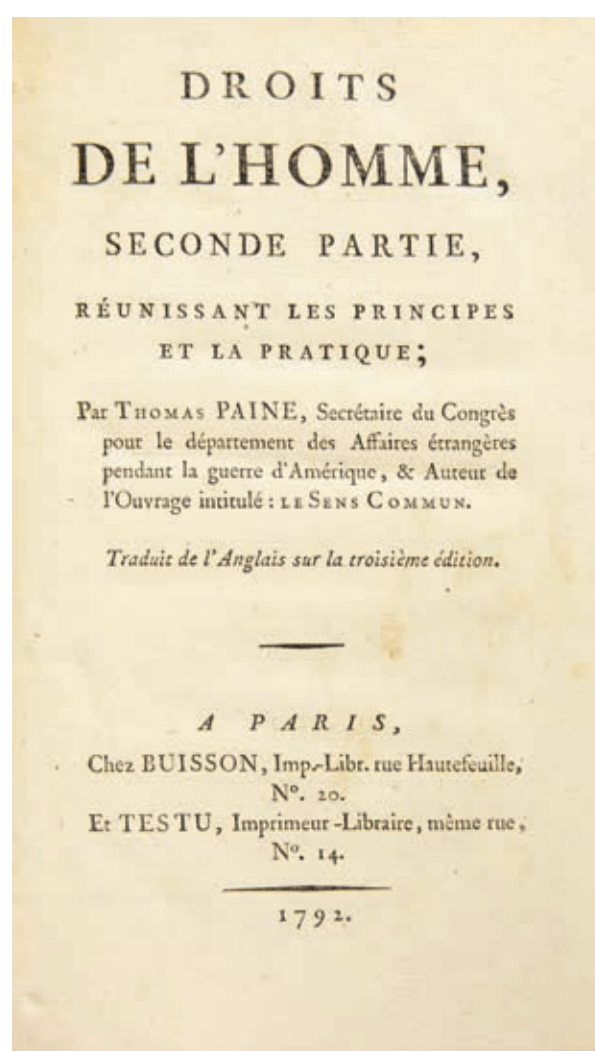 DROITS
DE L'HOMME,
SECONDE PARTIE,
RÉUNISSANT LES PRINCIPES
ET LA PRATIQUE;
Par THOMAS PAINE, Secrétaire du Congrès
pour le département des Affaires étrangères
pendant la guerre d'Amérique, & Auteur de
l'Ouvrage intitulé : LE SENS COMMUN.
Traduit de l'Anglais sur la troisième édition.
A PARIS,
Chez BUISSON, Imp.-Libr. rue Hautefeuille,
N°. 20.
Et TESTU, Imprimeur-Libraire, même rue,
N°. 14.
1792.